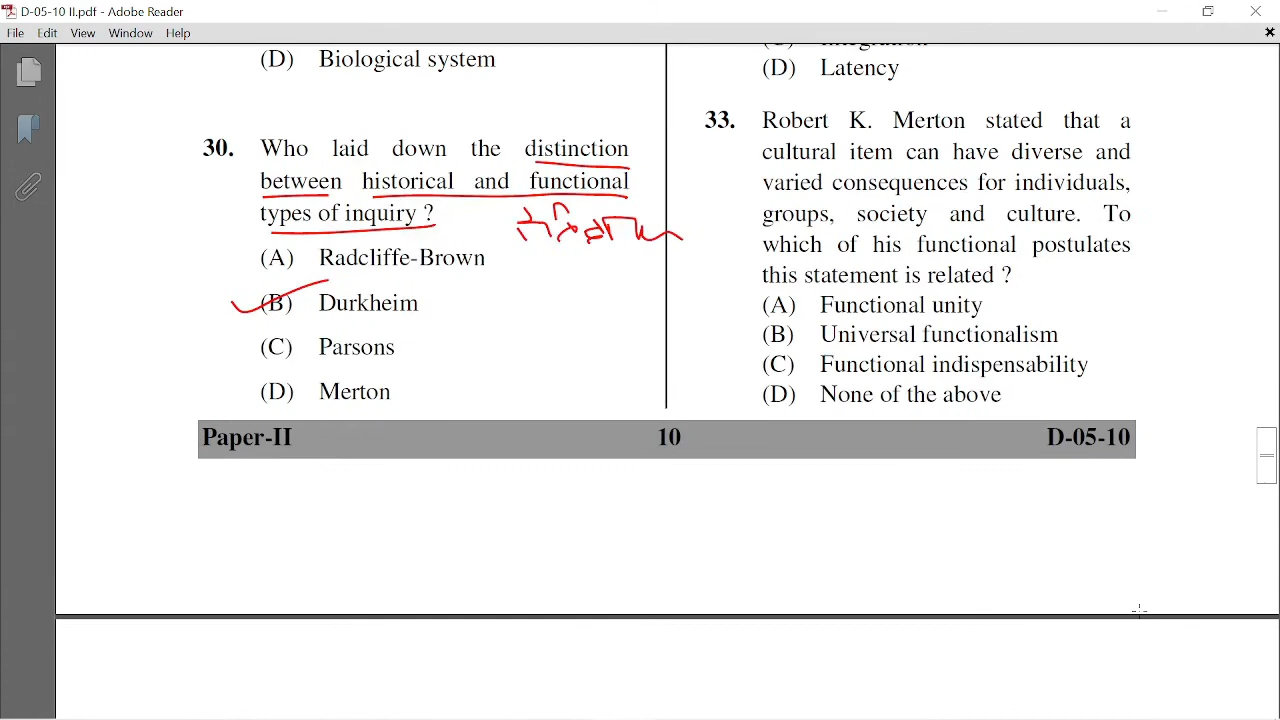 D-05-10 II.pdf - Adobe Reader
File Edit View Window Help
(D) Biological system
30. Who laid down the distinction
between historical and functional
types of inquiry ?
(A) Radcliffe-Brown
(B) Durkheim
(C) Parsons
(D) Merton
(C) Integration
(D) Latency
33. Robert K. Merton stated that a
cultural item can have diverse and
varied consequences for individuals,
groups, society and culture. To
which of his functional postulates
this statement is related ?
(A) Functional unity
(B) Universal functionalism
(C) Functional indispensability
(D) None of the above
Paper-II 10 D-05-10